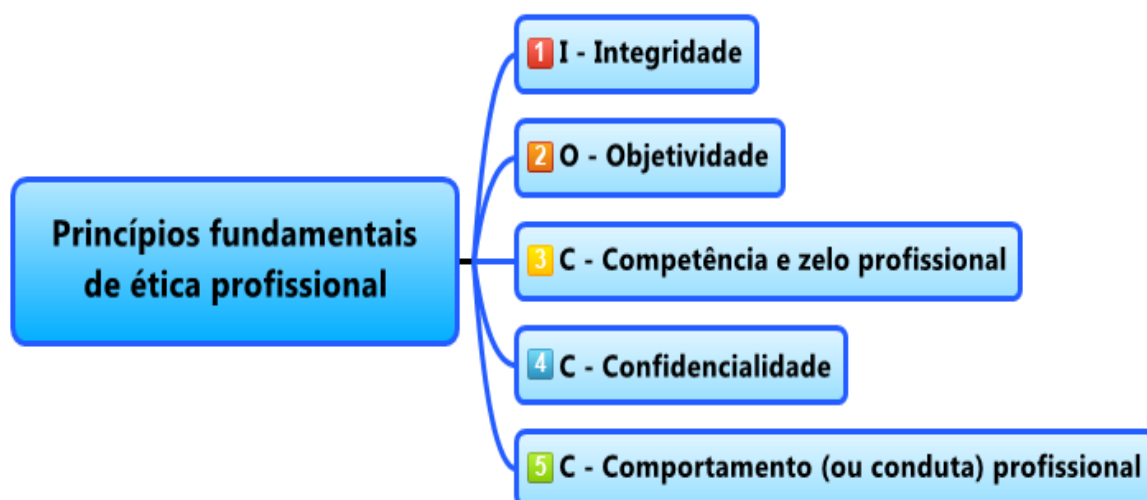 Princípios fundamentais
de ética profissional
1 I - Integridade
2 O - Objetividade
3 C - Competência e zelo profissional
4 C - Confidencialidade
5 C - Comportamento (ou conduta) profissional